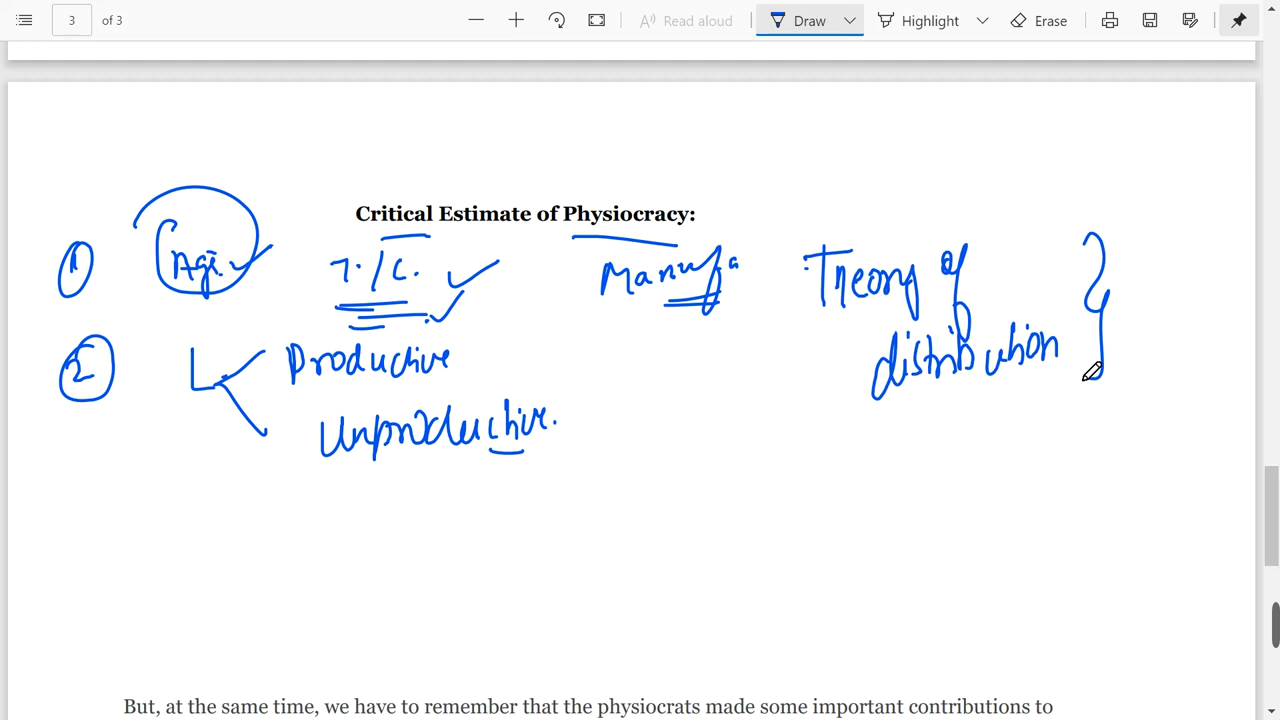 3 of 3 Read aloud Draw Highlight Erase
Critical Estimate of Physiocracy:
1 Agr. T./C. Manufa Theory of
distribution
2 L Productive
Unproductive.
But, at the same time, we have to remember that the physiocrats made some important contributions to